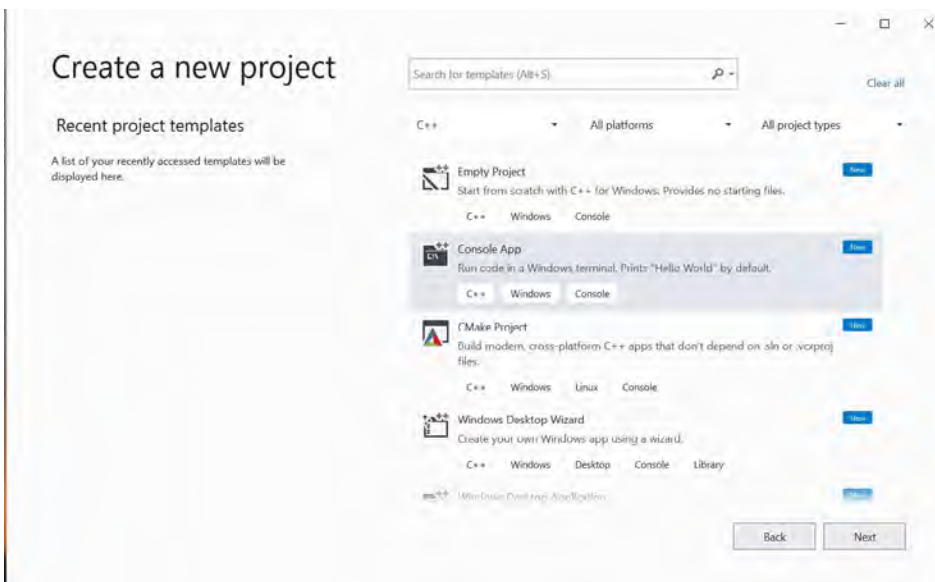 Create a new project
Recent project templates
A list of your recently accessed templates will be
displayed here.
Search for templates (Alt+S)
Clear all
C++ All platforms All project types
Empty Project New
Start from scratch with C++ for Windows. Provides no starting files.
C++ Windows Console
Console App New
Run code in a Windows terminal. Prints "Hello World" by default.
C++ Windows Console
CMake Project New
Build modern, cross-platform C++ apps that don't depend on .sln or .vcxproj
files.
C++ Windows Linux Console
Windows Desktop Wizard New
Create your own Windows app using a wizard.
C++ Windows Desktop Console Library
Windows Desktop Application New
Back Next